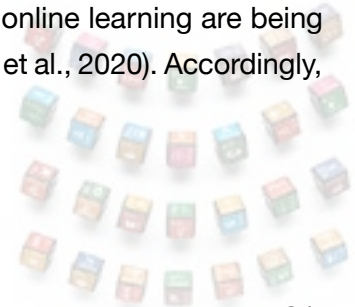 online learning are being
et al., 2020). Accordingly,